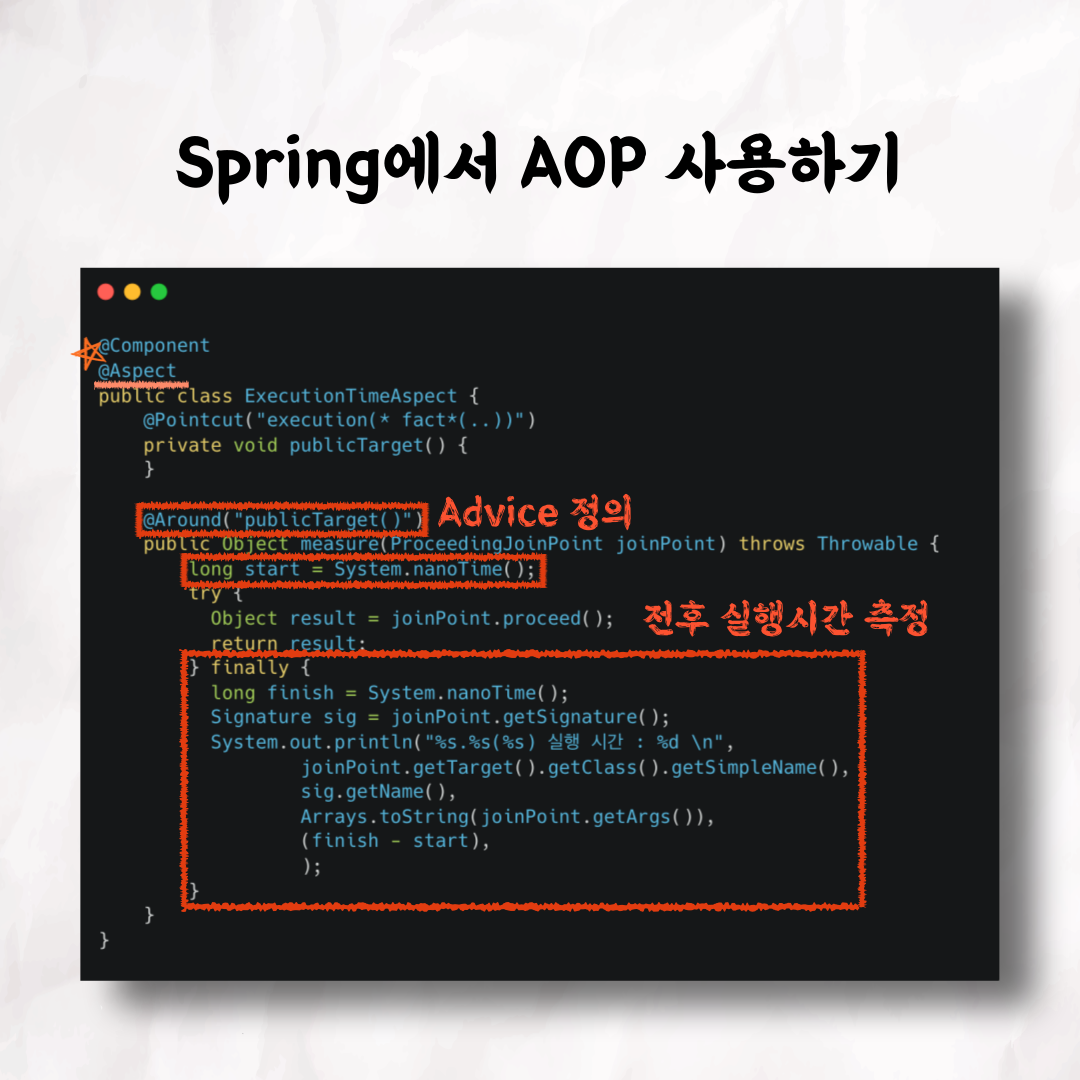 Spring에서 AOP 사용하기
@Component
@Aspect
public class ExecutionTimeAspect {
@Pointcut("execution(* fact*(..))")
private void publicTarget() {
}
@Around("publicTarget()") Advice 정의
public Object measure(ProceedingJoinPoint joinPoint) throws Throwable {
long start = System.nanoTime();
try {
Object result = joinPoint.proceed(); 전후 실행시간 측정
return result;
} finally {
long finish = System.nanoTime();
Signature sig = joinPoint.getSignature();
System.out.println("%s.%s(%s) 실행 시간 : %d \n",
joinPoint.getTarget().getClass().getSimpleName(),
sig.getName(),
Arrays.toString(joinPoint.getArgs()),
(finish - start),
);
}
}
}